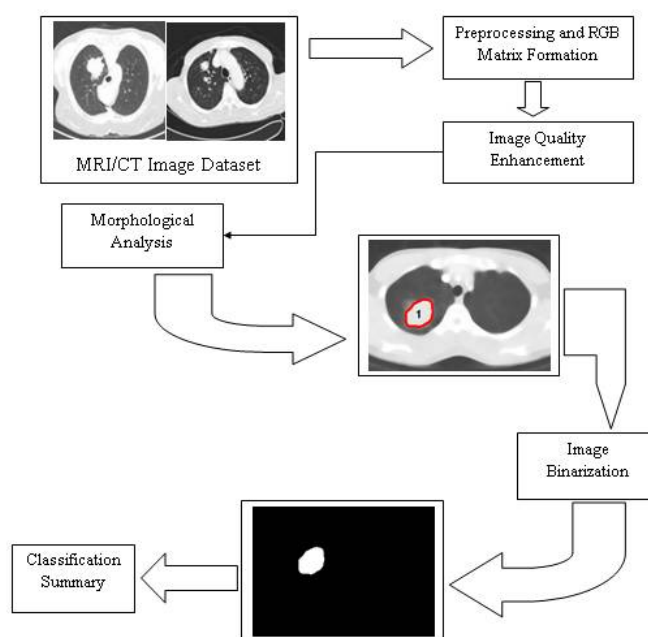 Preprocessing and RGB
Matrix Formation
MRI/CT Image Dataset
Image Quality
Enhancement
Morphological
Analysis
1
Image
Binarization
Classification
Summary